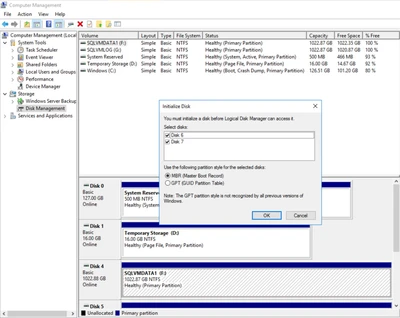 Computer Management
File Action View Help
Computer Management (Local
System Tools
Task Scheduler
Event Viewer
Shared Folders
Local Users and Groups
Performance
Device Manager
Storage
Windows Server Backup
Disk Management
Services and Applications
Volume Layout Type File System Status Capacity Free Space % Free
SQLVMDATA1 (F:) Simple Basic NTFS Healthy (Primary Partition) 1022.87 GB 1022.35 GB 100 %
SQLVMLOG (G:) Simple Basic NTFS Healthy (Primary Partition) 1022.87 GB 1020.87 GB 100 %
System Reserved Simple Basic NTFS Healthy (System, Active, Primary Partition) 500 MB 466 MB 93 %
Temporary Storage (D:) Simple Basic NTFS Healthy (Page File, Primary Partition) 16.00 GB 14.67 GB 92 %
Windows (C:) Simple Basic NTFS Healthy (Boot, Crash Dump, Primary Partition) 126.51 GB 101.20 GB 80 %
Initialize Disk
You must initialize a disk before Logical Disk Manager can access it.
Select disks:
Disk 6
Disk 7
Use the following partition style for the selected disks:
MBR (Master Boot Record)
GPT (GUID Partition Table)
Note: The GPT partition style is not recognized by all previous versions of
Windows.
OK Cancel
Disk 0
Basic
127.00 GB
Online
System Reserved
500 MB NTFS
Healthy (System
Disk 1
Basic
16.00 GB
Online
Temporary Storage (D:)
16.00 GB NTFS
Healthy (Page File, Primary Partition)
Disk 4
Basic
1022.88 GB
Online
SQLVMDATA1 (F:)
1022.87 GB NTFS
Healthy (Primary Partition)
Disk 5
Unallocated Primary partition